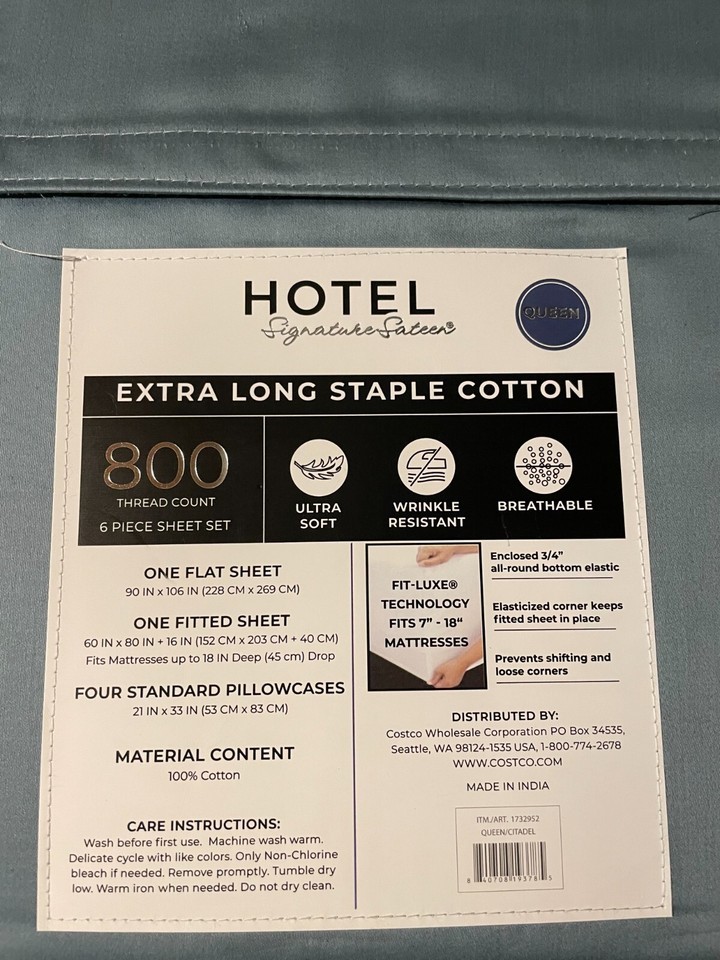 HOTEL
Signature Sateen®
QUEEN
EXTRA LONG STAPLE COTTON
800
THREAD COUNT
6 PIECE SHEET SET
ULTRA
SOFT
WRINKLE
RESISTANT
BREATHABLE
ONE FLAT SHEET
90 IN x 106 IN (228 CM x 269 CM)
ONE FITTED SHEET
60 IN x 80 IN + 16 IN (152 CM x 203 CM + 40 CM)
Fits Mattresses up to 18 IN Deep (45 cm) Drop
FOUR STANDARD PILLOWCASES
21 IN x 33 IN (53 CM x 83 CM)
MATERIAL CONTENT
100% Cotton
CARE INSTRUCTIONS:
Wash before first use. Machine wash warm.
Delicate cycle with like colors. Only Non-Chlorine
bleach if needed. Remove promptly. Tumble dry
low. Warm iron when needed. Do not dry clean.
FIT-LUXE®
TECHNOLOGY
FITS 7” - 18“
MATTRESSES
Enclosed 3/4”
all-round bottom elastic
Elasticized corner keeps
fitted sheet in place
Prevents shifting and
loose corners
DISTRIBUTED BY:
Costco Wholesale Corporation PO Box 34535,
Seattle, WA 98124-1535 USA, 1-800-774-2678
WWW.COSTCO.COM
MADE IN INDIA
ITM./ART. 1732952
QUEEN/CITADEL
8 40708 19378 5